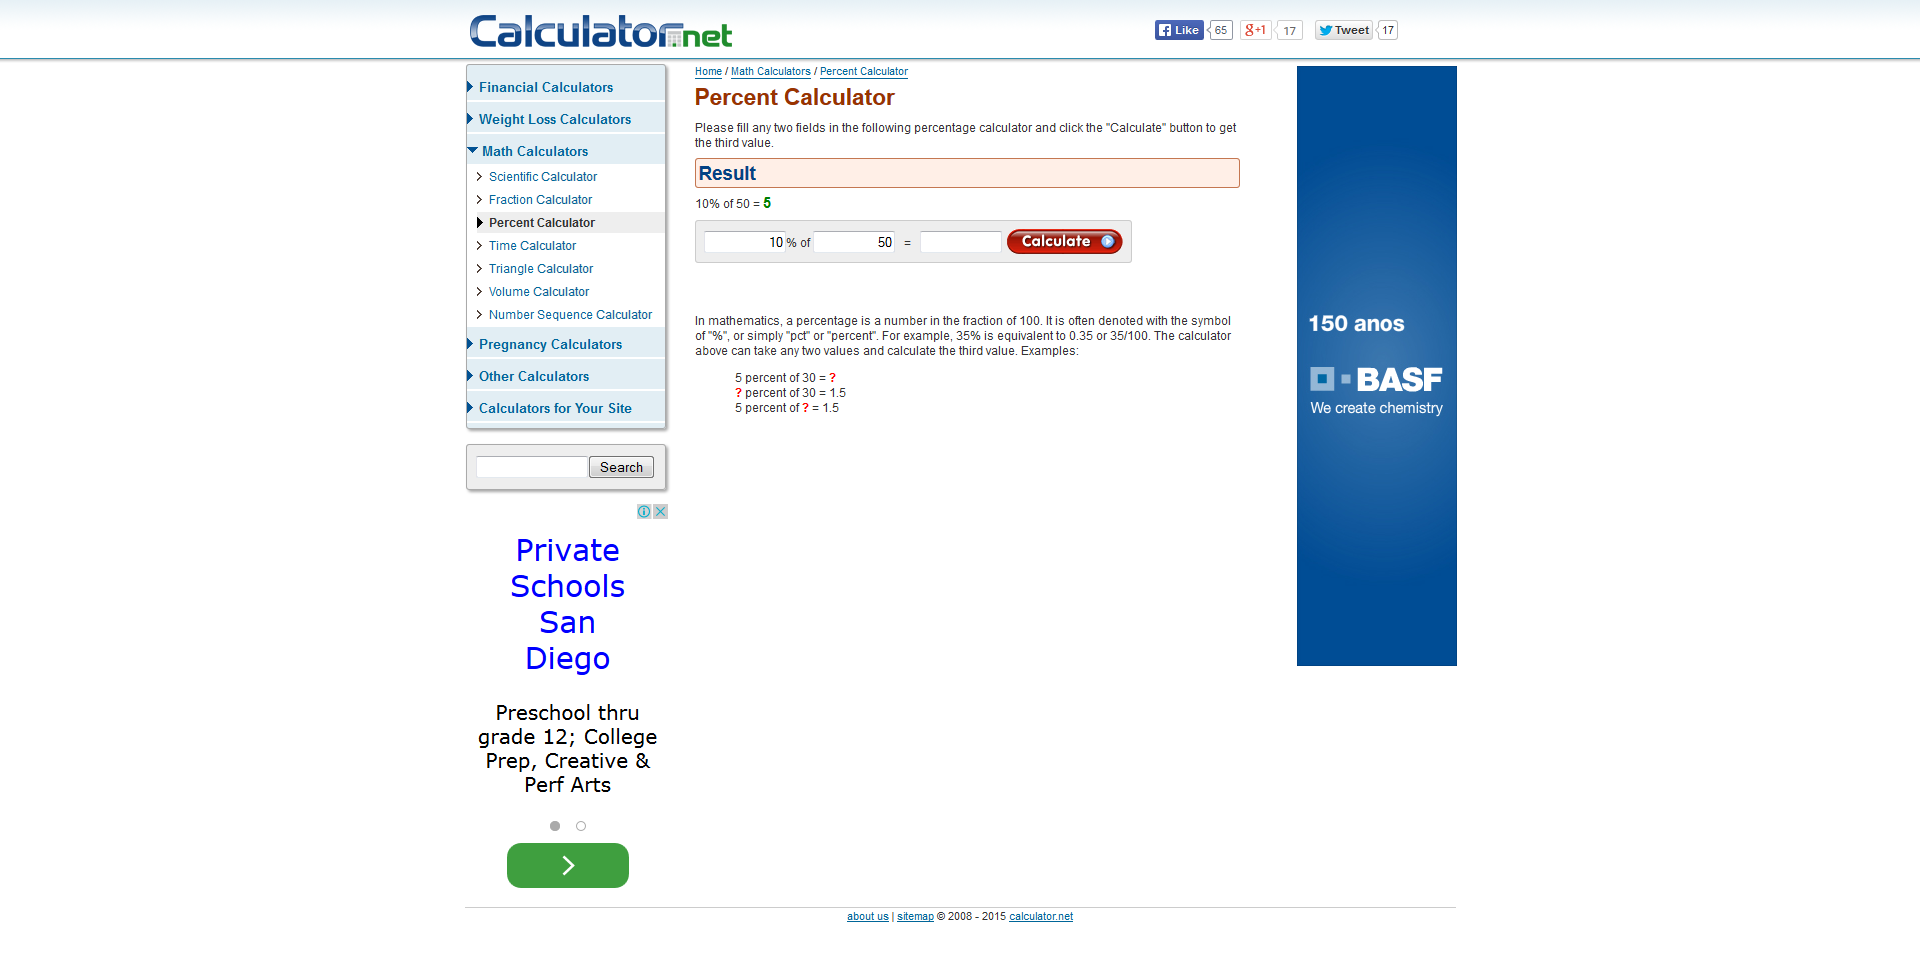 Calculator.net
Like 65 g+1 17 Tweet 17
Financial Calculators
Weight Loss Calculators
Math Calculators
Scientific Calculator
Fraction Calculator
Percent Calculator
Time Calculator
Triangle Calculator
Volume Calculator
Number Sequence Calculator
Pregnancy Calculators
Other Calculators
Calculators for Your Site
Search
Private
Schools
San
Diego
Preschool thru
grade 12; College
Prep, Creative &
Perf Arts
Home / Math Calculators / Percent Calculator
Percent Calculator
Please fill any two fields in the following percentage calculator and click the "Calculate" button to get
the third value.
Result
10% of 50 = 5
10 % of 50 = Calculate
In mathematics, a percentage is a number in the fraction of 100. It is often denoted with the symbol
of "%", or simply "pct" or "percent". For example, 35% is equivalent to 0.35 or 35/100. The calculator
above can take any two values and calculate the third value. Examples:
5 percent of 30 = ?
? percent of 30 = 1.5
5 percent of ? = 1.5
150 anos
BASF
We create chemistry
about us | sitemap © 2008 - 2015 calculator.net